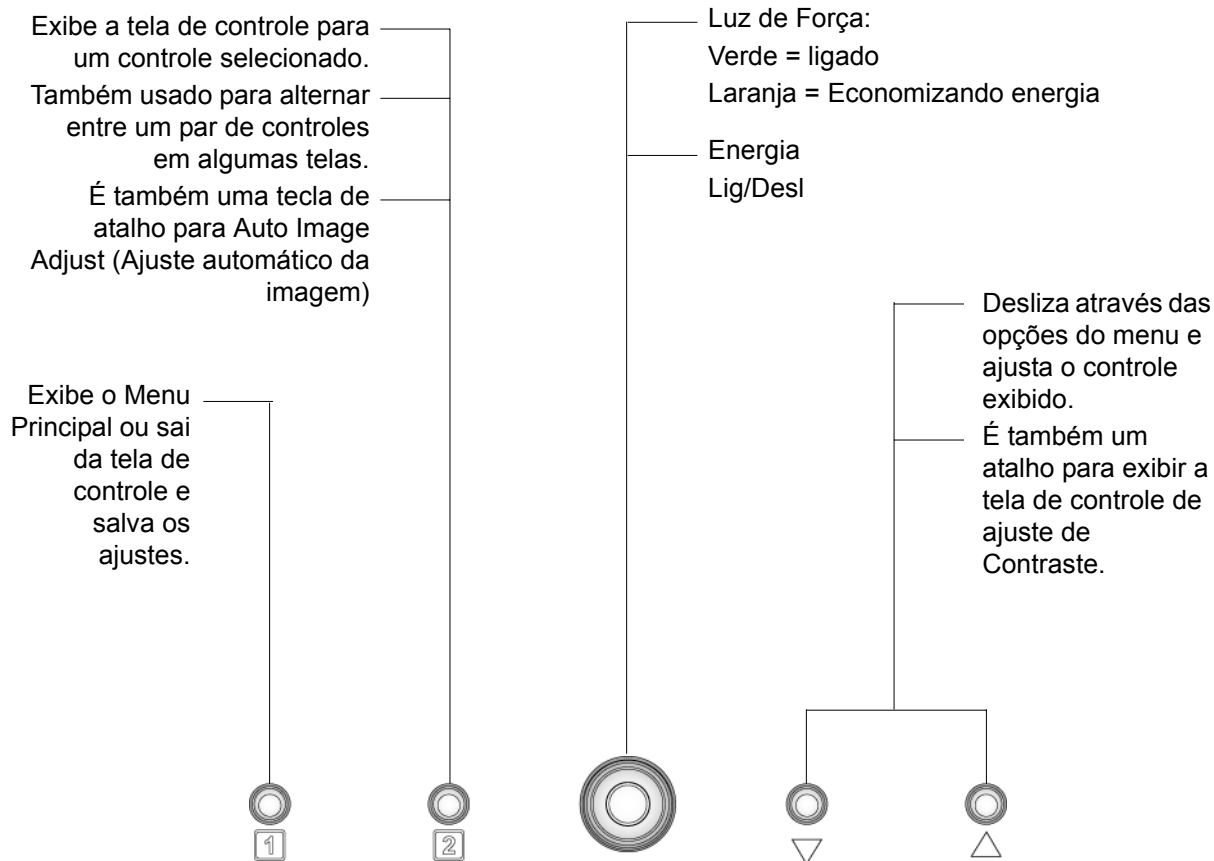 Exibe a tela de controle para
um controle selecionado.
Também usado para alternar
entre um par de controles
em algumas telas.
É também uma tecla de
atalho para Auto Image
Adjust (Ajuste automático da
imagem)
Exibe o Menu
Principal ou sai
da tela de
controle e
salva os
ajustes.
Luz de Força:
Verde = ligado
Laranja = Economizando energia
Energia
Lig/Desl
Desliza através das
opções do menu e
ajusta o controle
exibido.
É também um
atalho para exibir a
tela de controle de
ajuste de
Contraste.
1
2